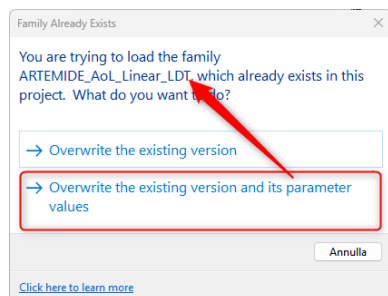 Family Already Exists
You are trying to load the family
ARTEMIDE_AoL_Linear_LDT, which already exists in this
project. What do you want to do?
→ Overwrite the existing version
→ Overwrite the existing version and its parameter
values
Annulla
Click here to learn more